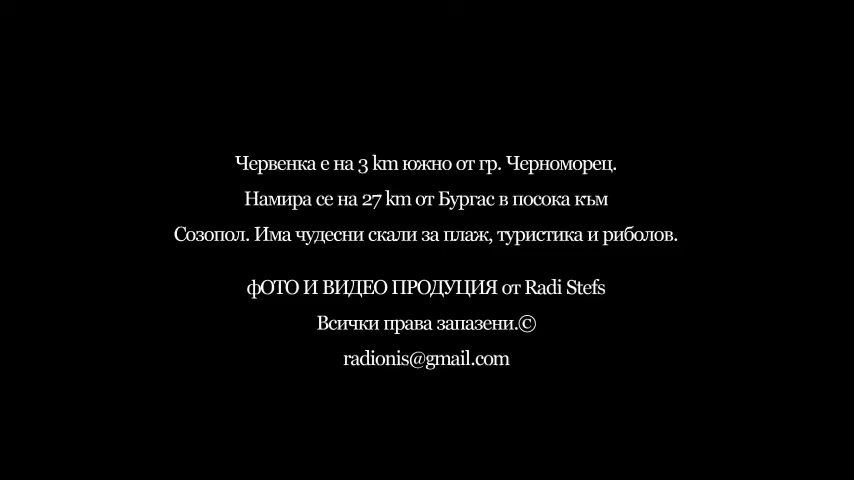 Червенка е на 3 km южно от гр. Черноморец.
Намира се на 27 km от Бургас в посока към
Созопол. Има чудесни скали за плаж, туристика и риболов.
фОТО И ВИДЕО ПРОДУЦИЯ от Radi Stefs
Всички права запазени.©
radionis@gmail.com